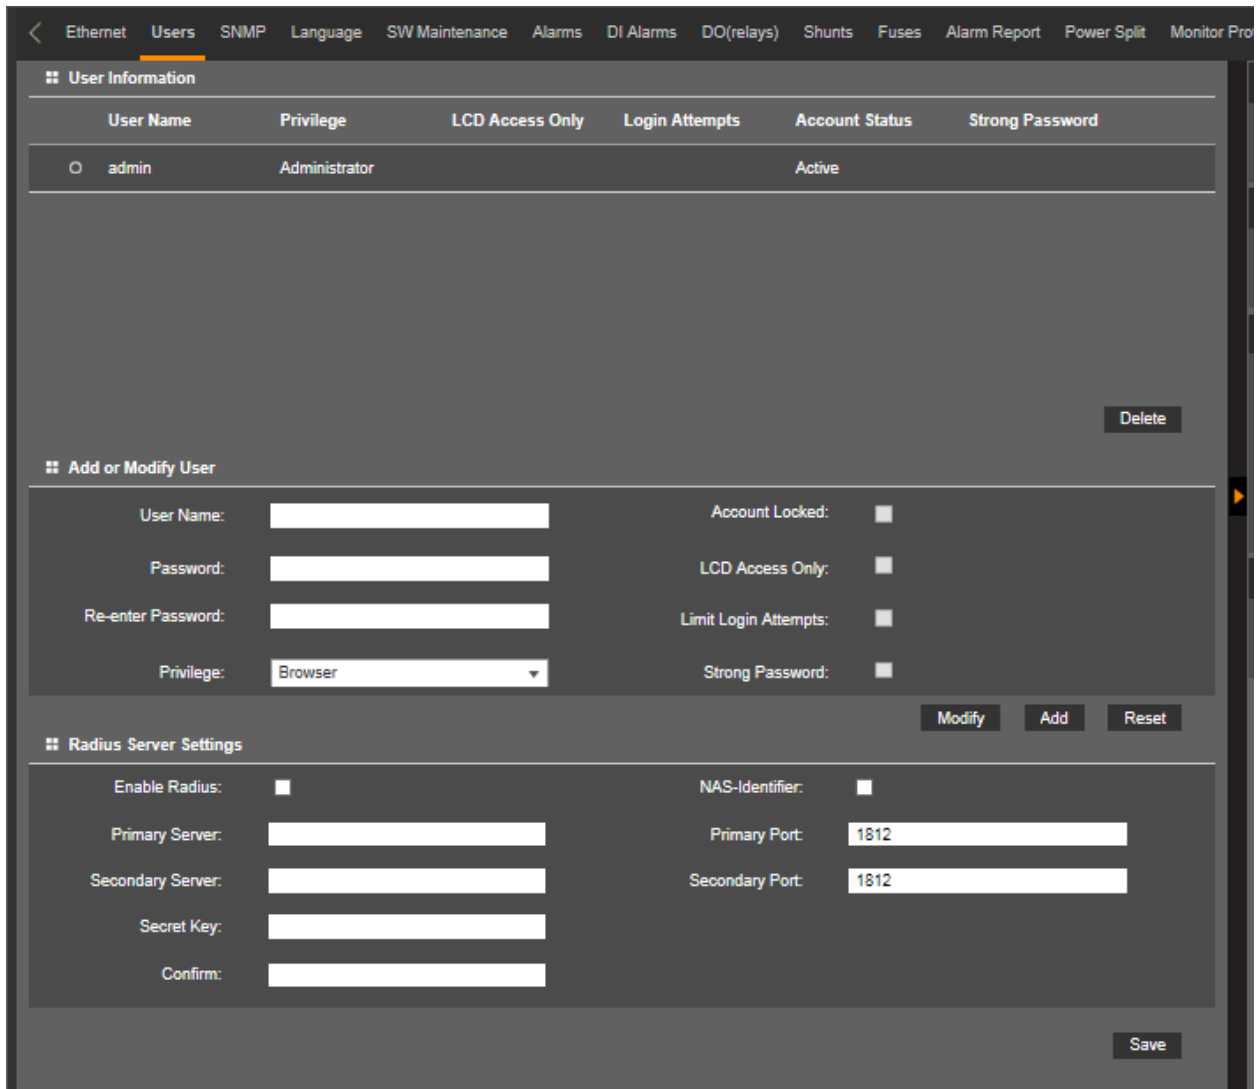 Ethernet Users SNMP Language SW Maintenance Alarms DI Alarms DO(relays) Shunts Fuses Alarm Report Power Split Monitor
User Information
User Name Privilege LCD Access Only Login Attempts Account Status Strong Password
admin Administrator Active
Delete
Add or Modify User
User Name: Account Locked:
Password: LCD Access Only:
Re-enter Password: Limit Login Attempts:
Privilege: Browser Strong Password:
Modify Add Reset
Radius Server Settings
Enable Radius: NAS-Identifier:
Primary Server: Primary Port: 1812
Secondary Server: Secondary Port: 1812
Secret Key:
Confirm:
Save